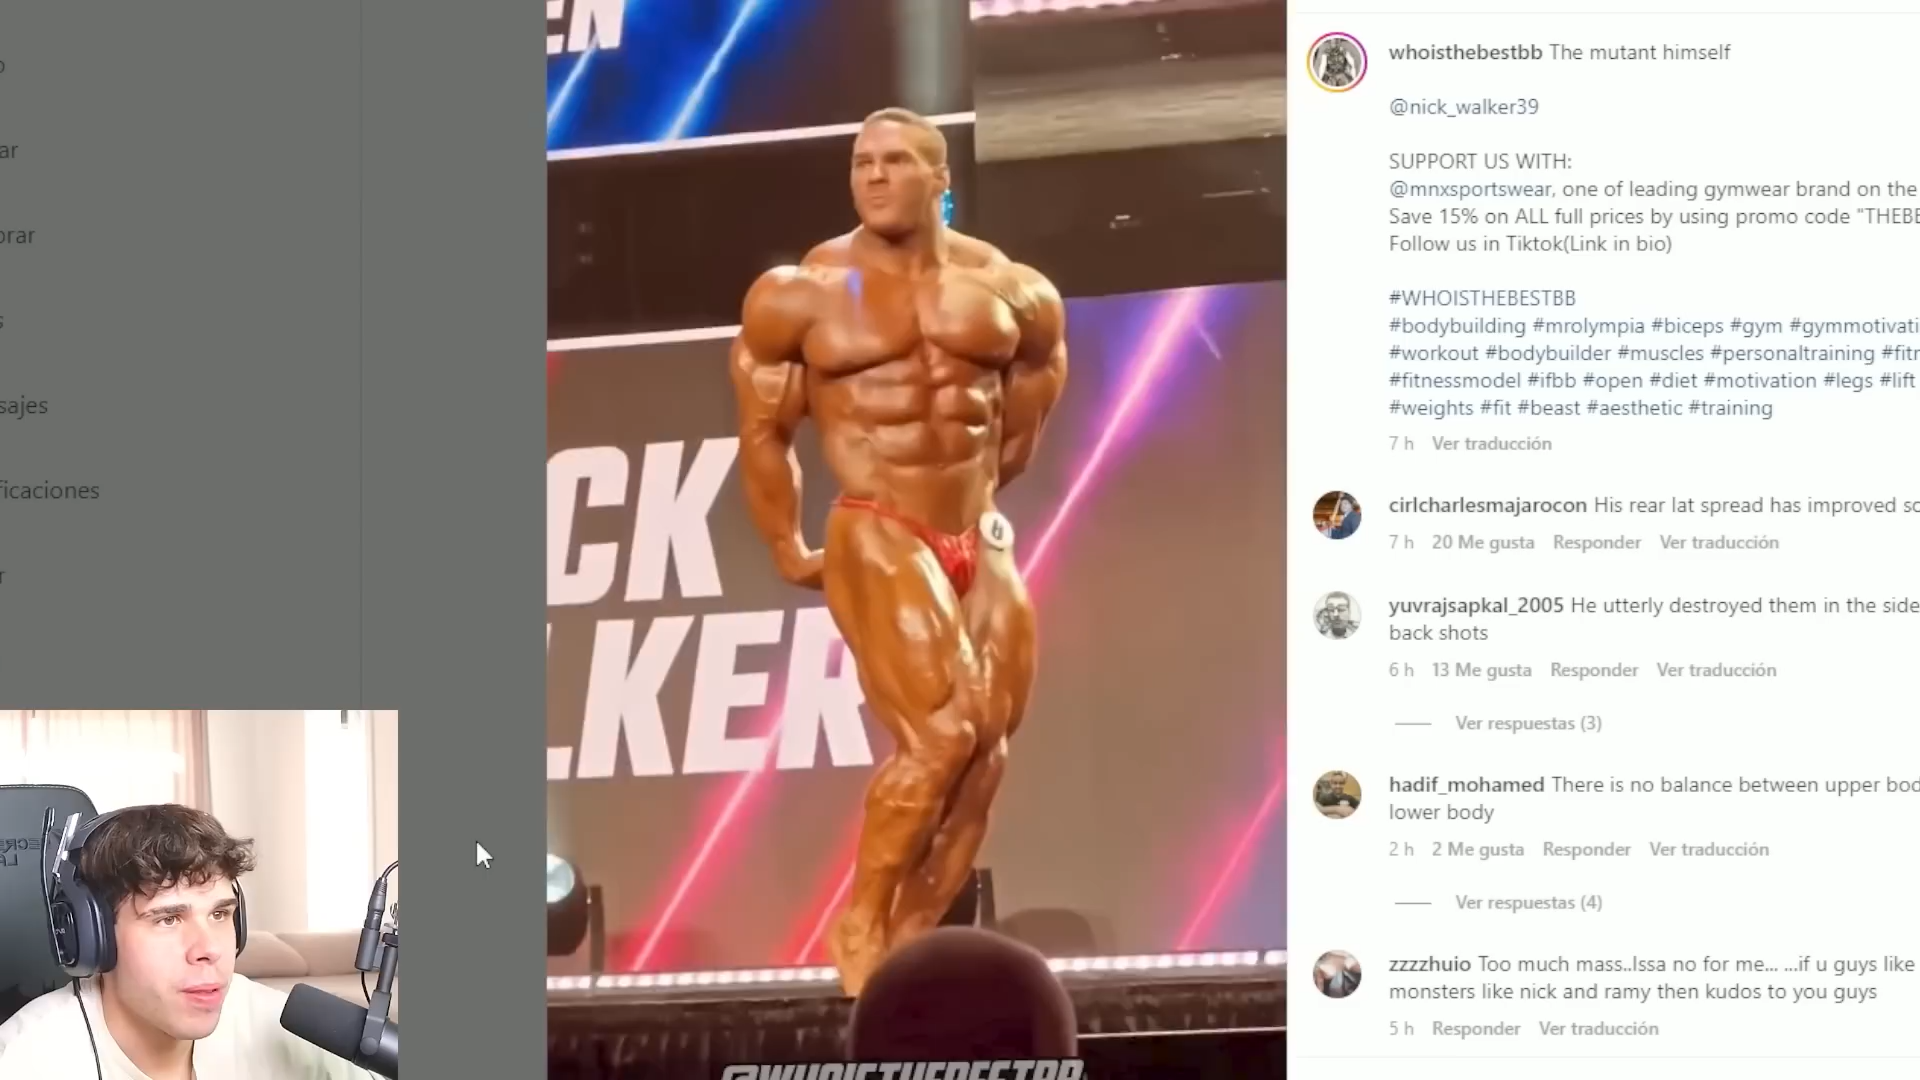 EN
CK
LKER
@WHOISTHEBESTBB
ar
orar
s
sajes
ficaciones
r
whoisthebestbb The mutant himself
@nick_walker39
SUPPORT US WITH:
@mnxsportswear, one of leading gymwear brand on the
Save 15% on ALL full prices by using promo code "THEBE
Follow us in Tiktok(Link in bio)
#WHOISTHEBESTBB
#bodybuilding #mrolympia #biceps #gym #gymmotivati
#workout #bodybuilder #muscles #personaltraining #fitn
#fitnessmodel #ifbb #open #diet #motivation #legs #lift
#weights #fit #beast #aesthetic #training
7 h Ver traducción
cirlcharlesmajarocon His rear lat spread has improved so
7 h 20 Me gusta Responder Ver traducción
yuvrajsapkal_2005 He utterly destroyed them in the side
back shots
6 h 13 Me gusta Responder Ver traducción
Ver respuestas (3)
hadif_mohamed There is no balance between upper bod
lower body
2 h 2 Me gusta Responder Ver traducción
Ver respuestas (4)
zzzzhuio Too much mass..Issa no for me... ...if u guys like
monsters like nick and ramy then kudos to you guys
5 h Responder Ver traducción